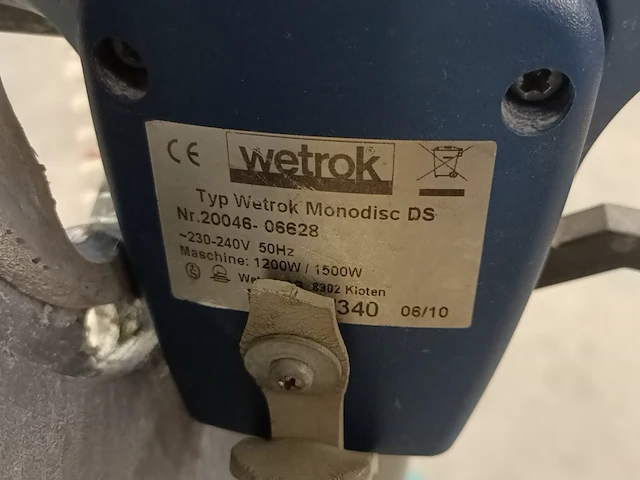 CE
wetrok
Typ Wetrok Monodisc DS
Nr.20046- 06628
~230-240V 50Hz
Maschine: 1200W / 1500W
8302 Kloten
340 06/10